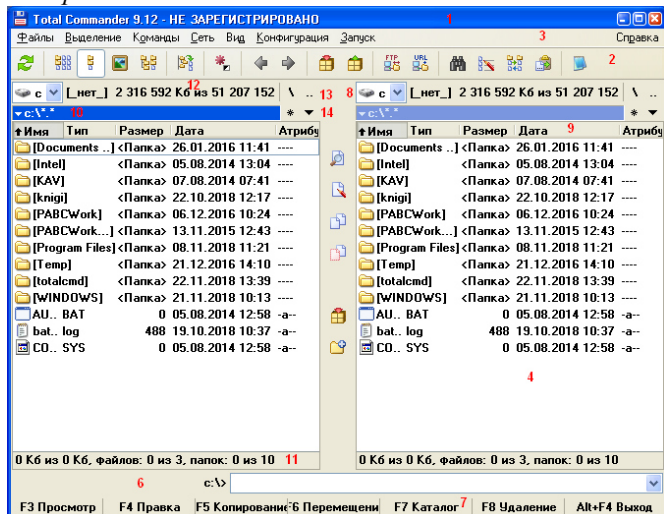 Total Commander 9.12 - НЕ ЗАРЕГИСТРИРОВАНО 1
Файлы Выделение Команды Сеть Вид Конфигурация Запуск 3 Справка
FTP URL 2
c [_нет_] 2 316 592 Кб из 51 207 152 \ .. 12 13
8 c [_нет_] 2 316 592 Кб из 51 207 152 \ ..
c:\*.* 10 * 14
c:\*.* *
Имя Тип Размер Дата Атрибу
[Documents ..] <Папка> 26.01.2016 11:41 ----
[Intel] <Папка> 05.08.2014 13:04 ----
[KAV] <Папка> 07.08.2014 07:41 ----
[knigi] <Папка> 22.10.2018 12:17 ----
[PABCWork] <Папка> 06.12.2016 10:24 ----
[PABCWork...] <Папка> 13.11.2015 12:43 ----
[Program Files] <Папка> 08.11.2018 11:21 ----
[Temp] <Папка> 21.12.2016 14:10 ----
[totalcmd] <Папка> 22.11.2018 13:39 ----
[WINDOWS] <Папка> 21.11.2018 10:13 ----
AU.. BAT 0 05.08.2014 12:58 -a--
bat.. log 488 19.10.2018 10:37 -a--
CO.. SYS 0 05.08.2014 12:58 -a--
0 Кб из 0 Кб, файлов: 0 из 3, папок: 0 из 10 11
Имя Тип Размер Дата 9 Атрибу
[Documents ..] <Папка> 26.01.2016 11:41 ----
[Intel] <Папка> 05.08.2014 13:04 ----
[KAV] <Папка> 07.08.2014 07:41 ----
[knigi] <Папка> 22.10.2018 12:17 ----
[PABCWork] <Папка> 06.12.2016 10:24 ----
[PABCWork...] <Папка> 13.11.2015 12:43 ----
[Program Files] <Папка> 08.11.2018 11:21 ----
[Temp] <Папка> 21.12.2016 14:10 ----
[totalcmd] <Папка> 22.11.2018 13:39 ----
[WINDOWS] <Папка> 21.11.2018 10:13 ----
AU.. BAT 0 05.08.2014 12:58 -a--
bat.. log 488 19.10.2018 10:37 -a--
CO.. SYS 0 05.08.2014 12:58 -a--
4
0 Кб из 0 Кб, файлов: 0 из 3, папок: 0 из 10
6 c:\>
F3 Просмотр F4 Правка F5 Копировани F6 Перемещени F7 Каталог 7 F8 Удаление Alt+F4 Выход